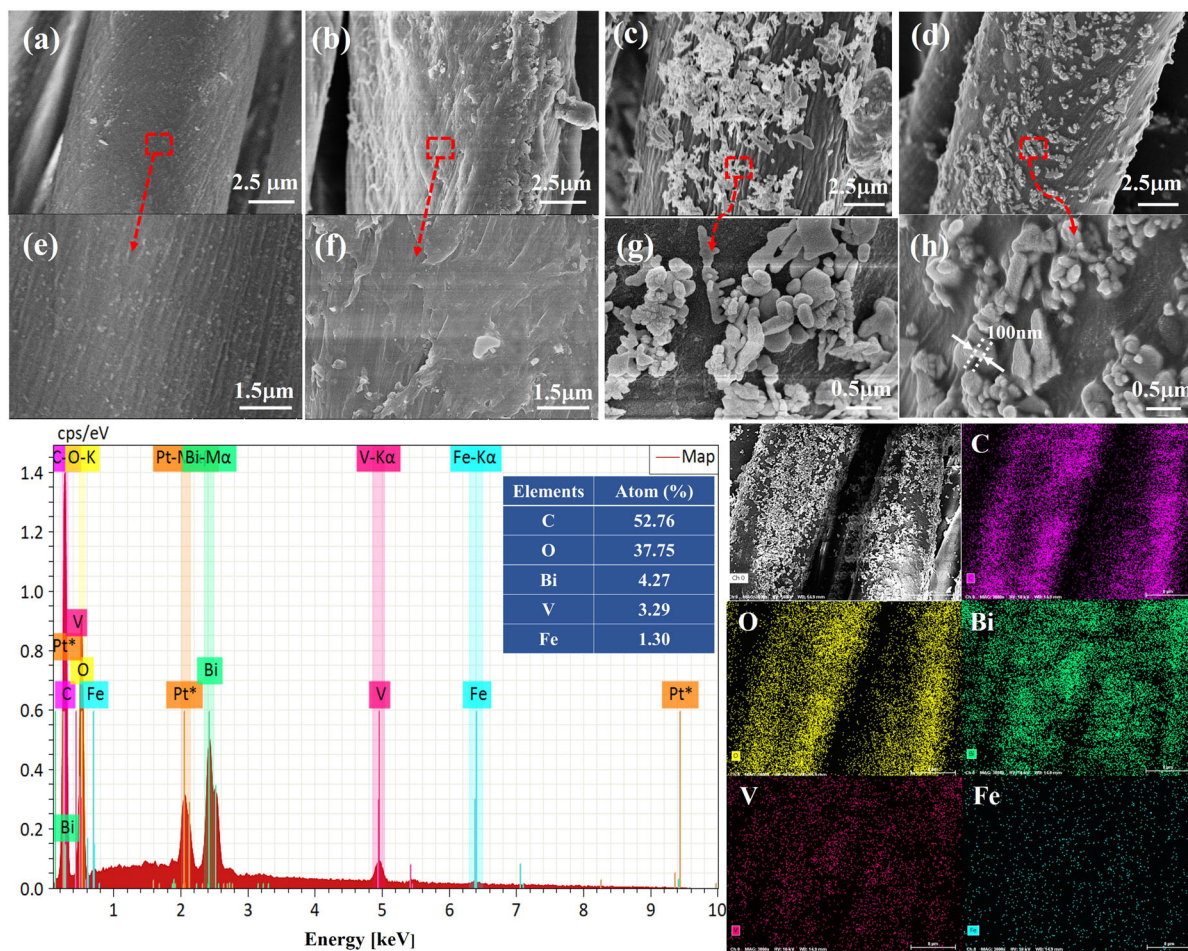 (a)
2.5 μm
(b)
2.5μm
(c)
2.5μm
(d)
2.5μm
(e)
1.5μm
(f)
1.5μm
(g)
0.5μm
(h)
100nm
0.5μm
cps/eV
C- O-K
Pt-M Bi-Mα
V-Kα
Fe-Kα
Map
1.4
1.2
1.0
0.8
0.6
0.4
0.2
0.0
V
Pt*
O
C
Fe
Bi
Pt*
Bi
V
Fe
Pt*
Elements Atom (%)
C 52.76
O 37.75
Bi 4.27
V 3.29
Fe 1.30
1 2 3 4 5 6 7 8 9 10
Energy [keV]
Ch 0
C
O
Bi
V
Fe